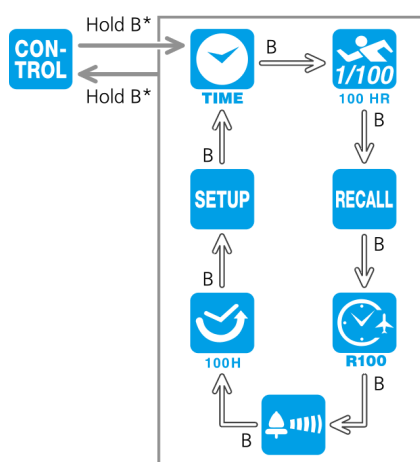 Hold B*
CON-
TROL
Hold B*
TIME
B
1/100
100 HR
B
B
SETUP
RECALL
B
B
100H
R100
B
B